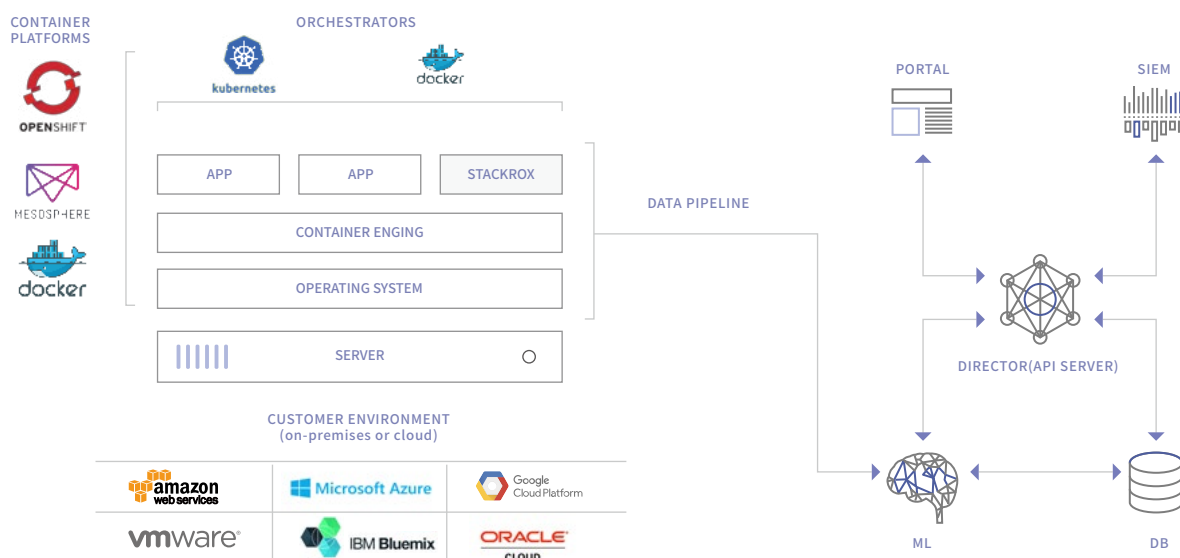 CONTAINER
PLATFORMS
ORCHESTRATORS
kubernetes
docker
OPENSHIFT
MESOSPHERE
docker
APP
APP
STACKROX
CONTAINER ENGING
OPERATING SYSTEM
SERVER
CUSTOMER ENVIRONMENT
(on-premises or cloud)
amazon
web services
Microsoft Azure
Google
Cloud Platform
vmware®
IBM Bluemix
ORACLE®
CLOUD
DATA PIPELINE
PORTAL
SIEM
DIRECTOR(API SERVER)
ML
DB